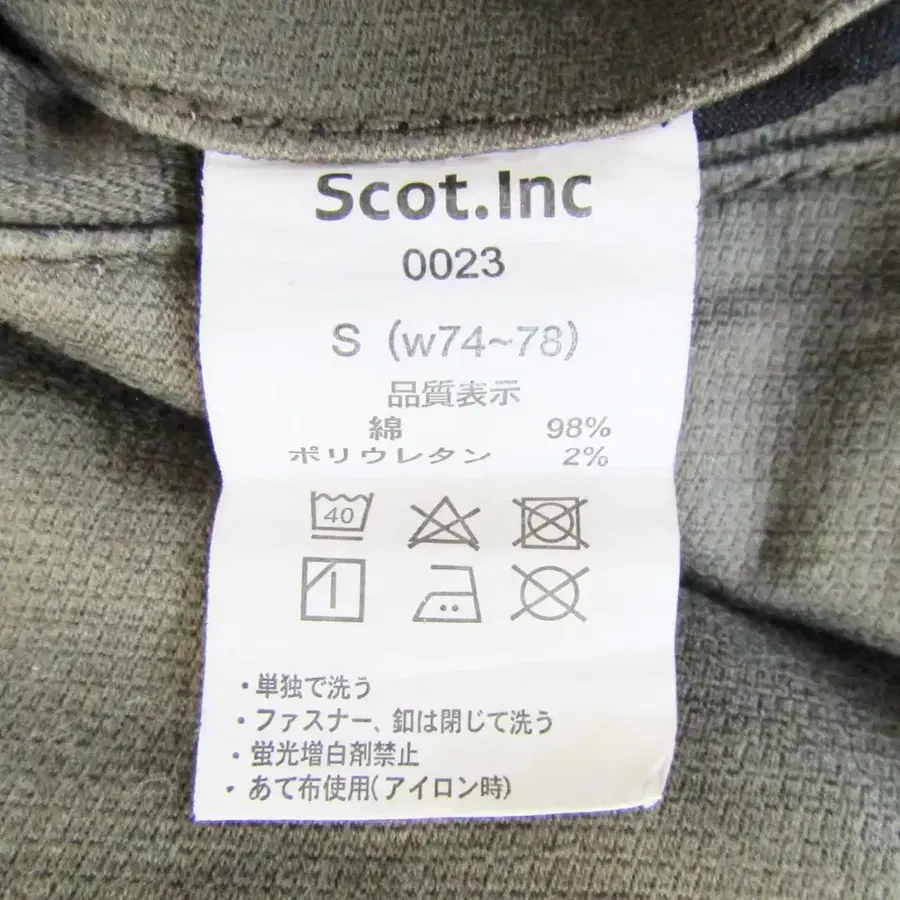 Scot.Inc
0023
S (w74~78)
品質表示
綿 98%
ポリウレタン 2%
40
・単独で洗う
・ファスナー、釦は閉じて洗う
・蛍光増白剤禁止
・あて布使用(アイロン時)